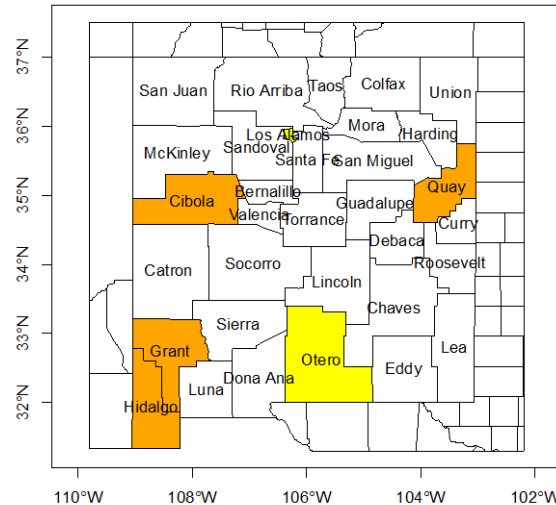 37°N
San Juan Rio Arriba Taos Colfax Union
36°N
Los Alamos Mora Harding
McKinley Sandoval Santa Fe San Miguel
35°N
Cibola Bernalillo Guadalupe Quay
Valencia Torrance Curry
Debaca
34°N
Catron Socorro Roosevelt
Lincoln
Chaves
33°N
Sierra
Grant Otero Eddy Lea
Luna Dona Ana
32°N
Hidalgo
110°W 108°W 106°W 104°W 102°W